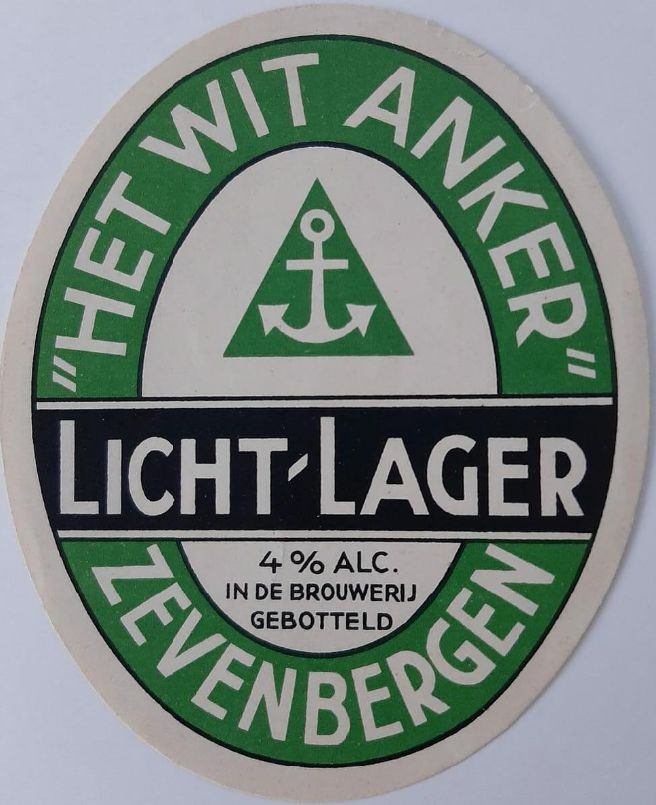 "HET WIT ANKER"
LICHT-LAGER
4% ALC.
IN DE BROUWERIJ
GEBOTTELD
ZEVENBERGEN